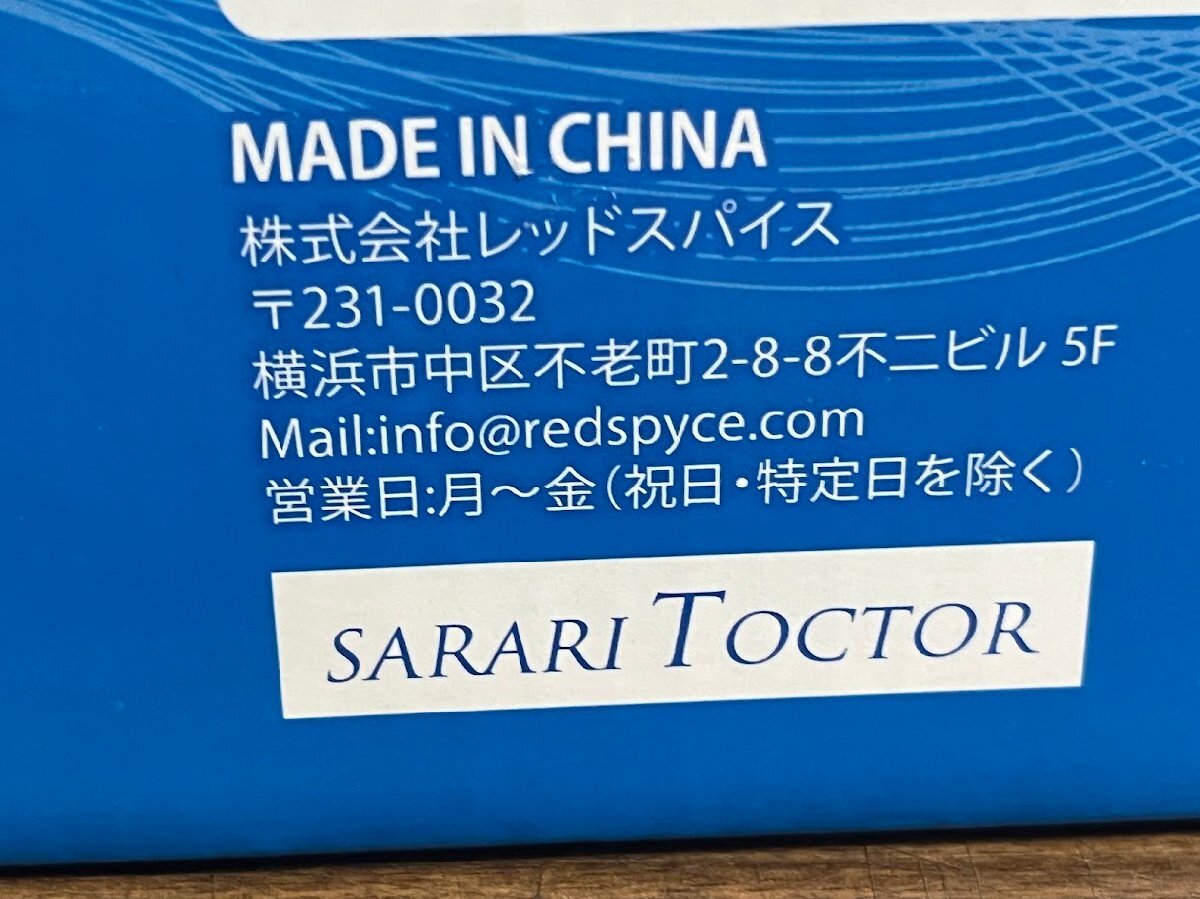 MADE IN CHINA
株式会社レッドスパイス
〒231-0032
横浜市中区不老町2-8-8不二ビル 5F
Mail:info@redspyce.com
営業日:月〜金(祝日・特定日を除く)
SARARI TOCTOR